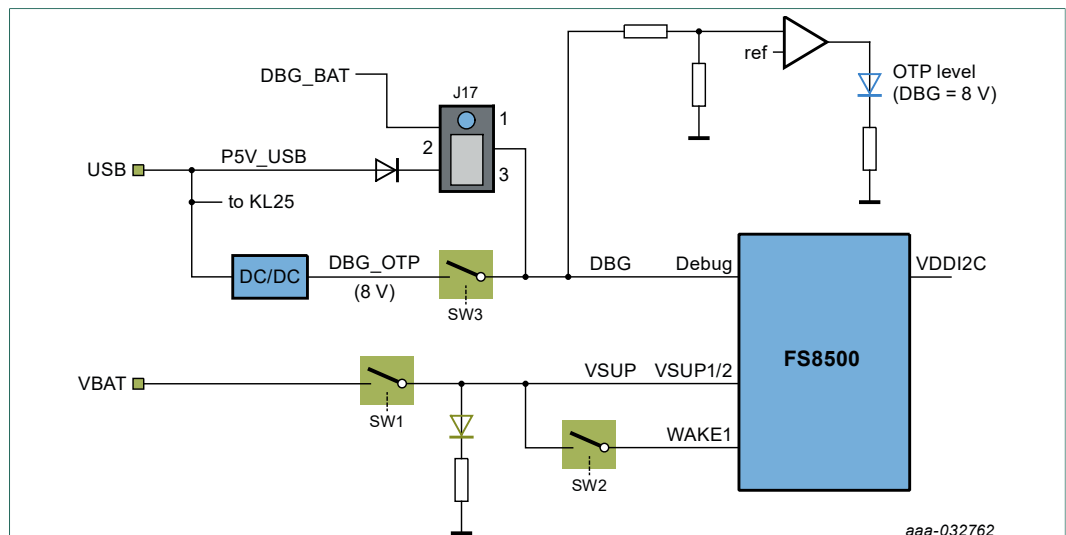 DBG_BAT
J17
1
2
3
ref
OTP level
(DBG = 8 V)
USB
P5V_USB
to KL25
DC/DC
DBG_OTP
(8 V)
SW3
DBG
Debug
VDDI2C
FS8500
VBAT
SW1
VSUP
VSUP1/2
SW2
WAKE1
aaa-032762